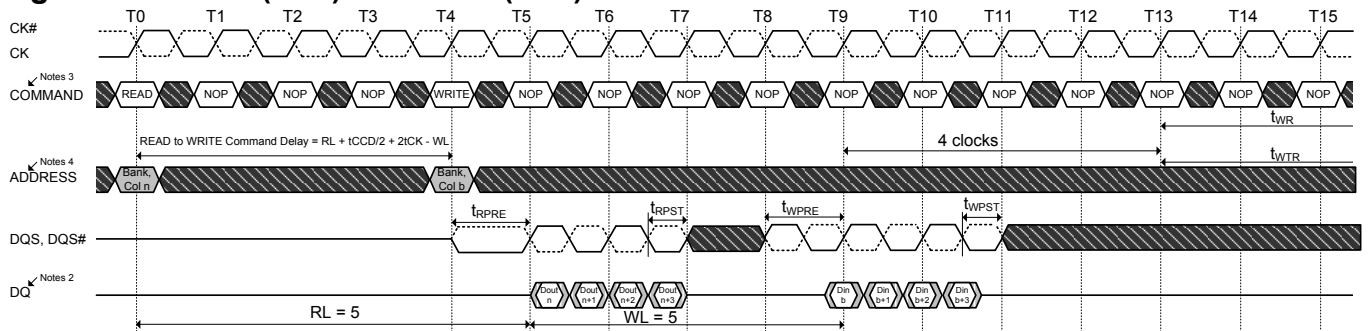 T0 T1 T2 T3 T4 T5 T6 T7 T8 T9 T10 T11 T12 T13 T14 T15
CK#
CK
Notes 3
COMMAND READ NOP NOP NOP WRITE NOP NOP NOP NOP NOP NOP NOP NOP NOP NOP NOP
tWR
READ to WRITE Command Delay = RL + tCCD/2 + 2tCK - WL
4 clocks
Notes 4
tWTR
ADDRESS Bank, Col n Bank, Col b
tRPRE tRPST tWPRE tWPST
DQS, DQS#
Notes 2
DQ Dout n Dout n+1 Dout n+2 Dout n+3 Din b Din b+1 Din b+2 Din b+3
RL = 5 WL = 5